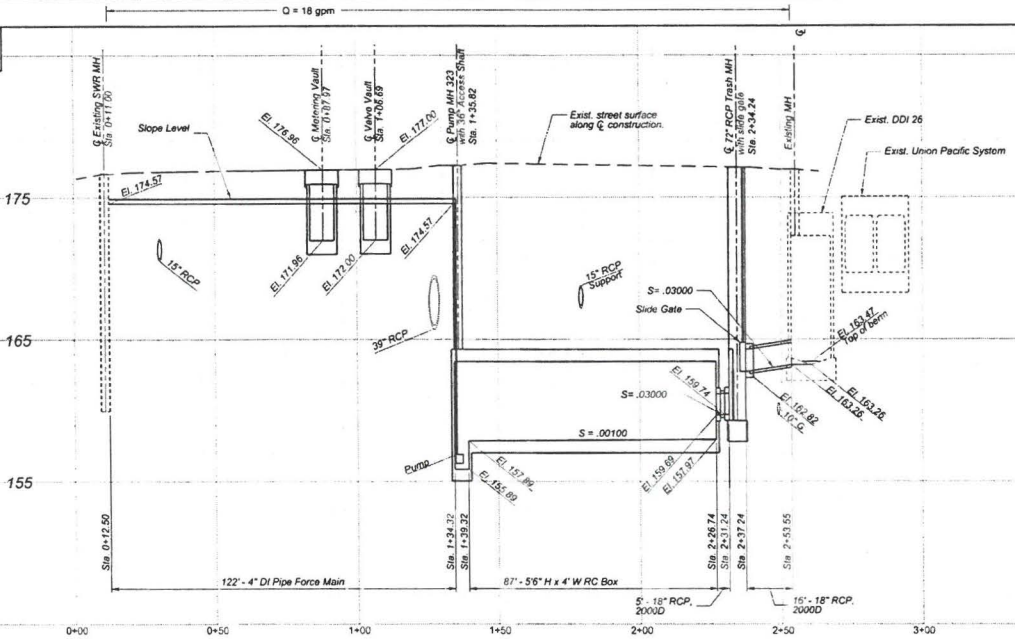 Q = 18 gpm
₵ Existing SWR MH
Sta. 0+11.00
₵ Metering Vault
Sta. 0+87.97
₵ Valve Vault
Sta. 1+06.69
₵ Pump MH 323
with 36" Access Shaft
Sta. 1+35.82
₵ 72" RCP Trash MH
with slide gate
Sta. 2+34.24
₵
Existing MH
Slope Level
El. 176.96
El. 177.00
Exist. street surface
along ₵ construction.
Exist. DDI 26
Exist. Union Pacific System
El. 174.57
El. 174.57
175
15" RCP
El. 171.96
El. 172.00
39" RCP
15" RCP
Support
S= .03000
Slide Gate
El. 163.47
Top of berm
165
El. 159.74
S= .03000
El. 162.82
10" G
El. 163.26
El. 163.26
S = .00100
Pump
El. 157.89
El. 155.89
El. 159.69
El. 157.97
155
Sta. 0+12.50
Sta. 1+34.32
Sta. 1+39.32
Sta. 2+26.74
Sta. 2+31.24
Sta. 2+37.24
Sta. 2+53.55
122' - 4" DI Pipe Force Main
87' - 5'6" H x 4' W RC Box
5' - 18" RCP,
2000D
16' - 18" RCP,
2000D
0+00
0+50
1+00
1+50
2+00
2+50
3+00